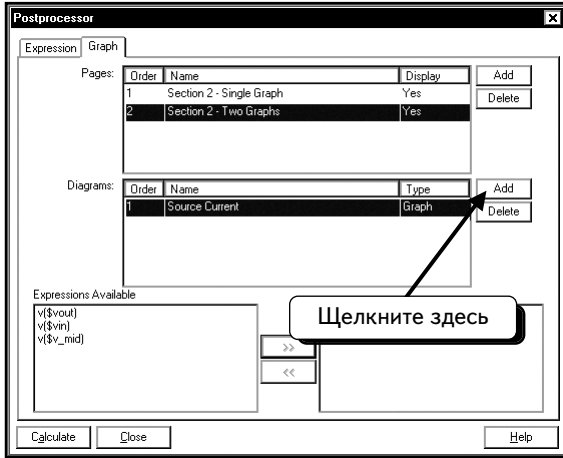 Postprocessor
Expression Graph
Pages: Order Name Display Add
1 Section 2 - Single Graph Yes Delete
2 Section 2 - Two Graphs Yes
Diagrams: Order Name Type Add
1 Source Current Graph Delete
Expressions Available
v($vout)
v($vin)
v($v_mid)
Щелкните здесь
>>
<<
Calculate Close Help